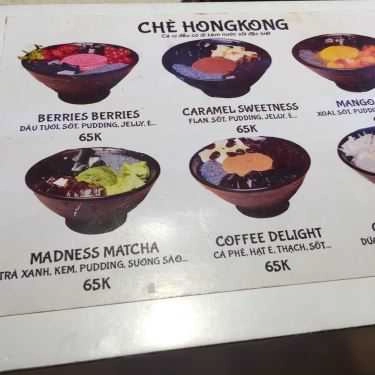 CHÈ HONGKONG
BERRIES BERRIES
DÂU TƯƠI, SỐT, PUDDING, JELLY, E...
65K
CARAMEL SWEETNESS
FLAN, SỐT, PUDDING, JELLY, E...
65K
MANGO
XOÀI, SỐT, PUDDING
MADNESS MATCHA
TRÀ XANH, KEM, PUDDING, SƯƠNG SÁO...
65K
COFFEE DELIGHT
CÀ PHÊ, HẠT É, THẠCH, SỐT...
65K